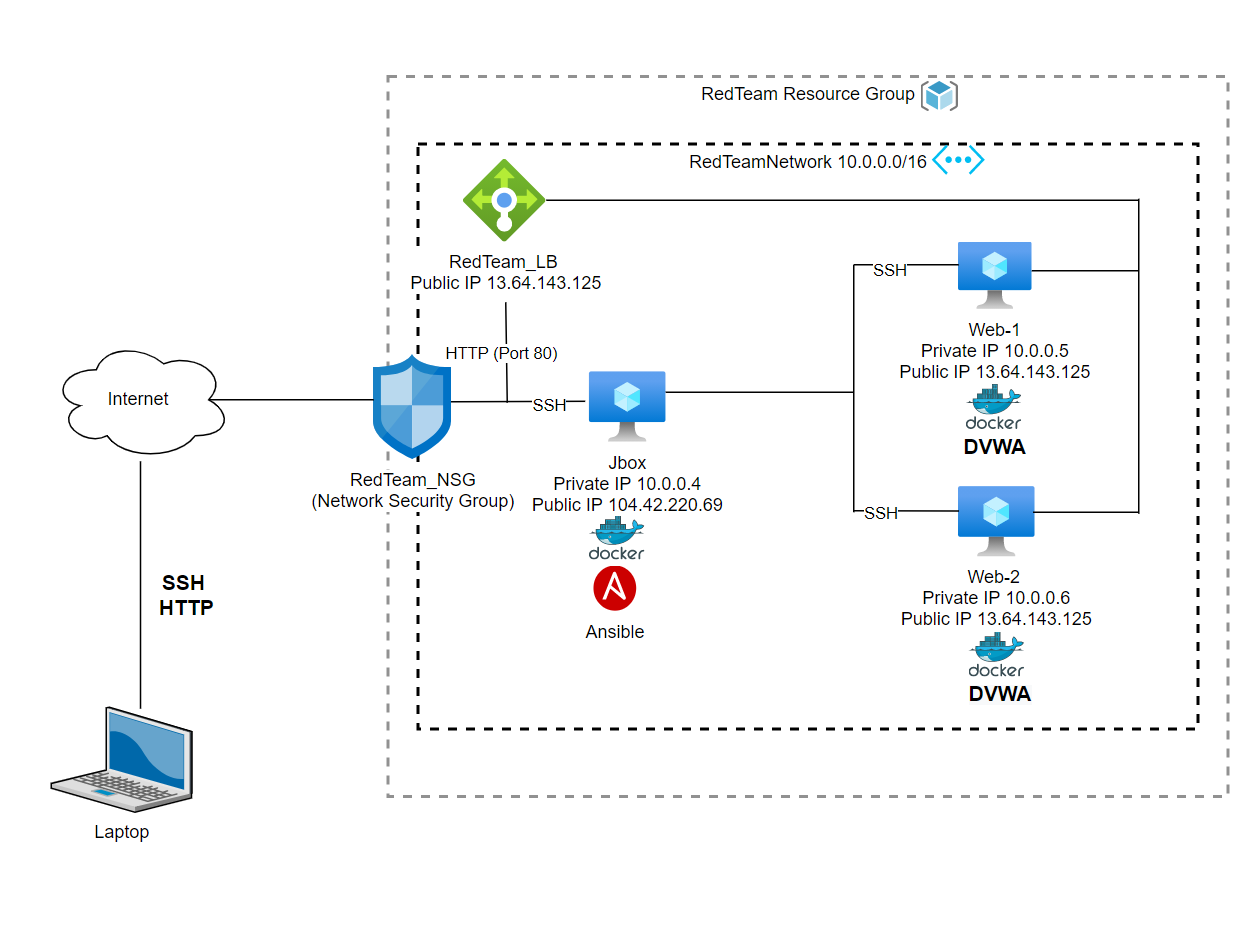 RedTeam Resource Group
RedTeamNetwork 10.0.0.0/16
RedTeam_LB
Public IP 13.64.143.125
HTTP (Port 80)
Internet
SSH
RedTeam_NSG
(Network Security Group)
Jbox
Private IP 10.0.0.4
Public IP 104.42.220.69
docker
Ansible
SSH
Web-1
Private IP 10.0.0.5
Public IP 13.64.143.125
docker
DVWA
SSH
Web-2
Private IP 10.0.0.6
Public IP 13.64.143.125
docker
DVWA
SSH
HTTP
Laptop